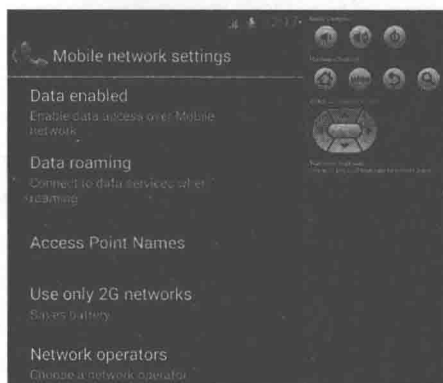 Mobile network settings
Data enabled
Enable data access over Mobile
network
Data roaming
Connect to data services when
roaming
Access Point Names
Use only 2G networks
Saves battery
Network operators
Choose a network operator